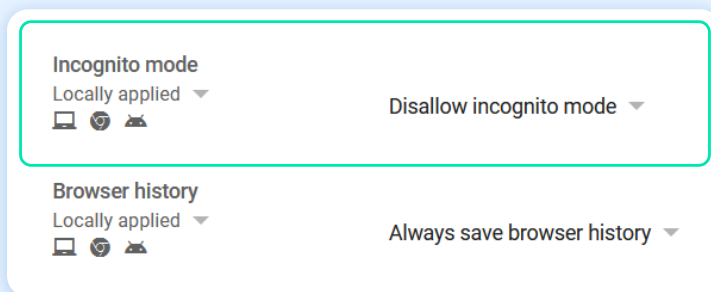 Incognito mode
Locally applied
Disallow incognito mode
Browser history
Locally applied
Always save browser history